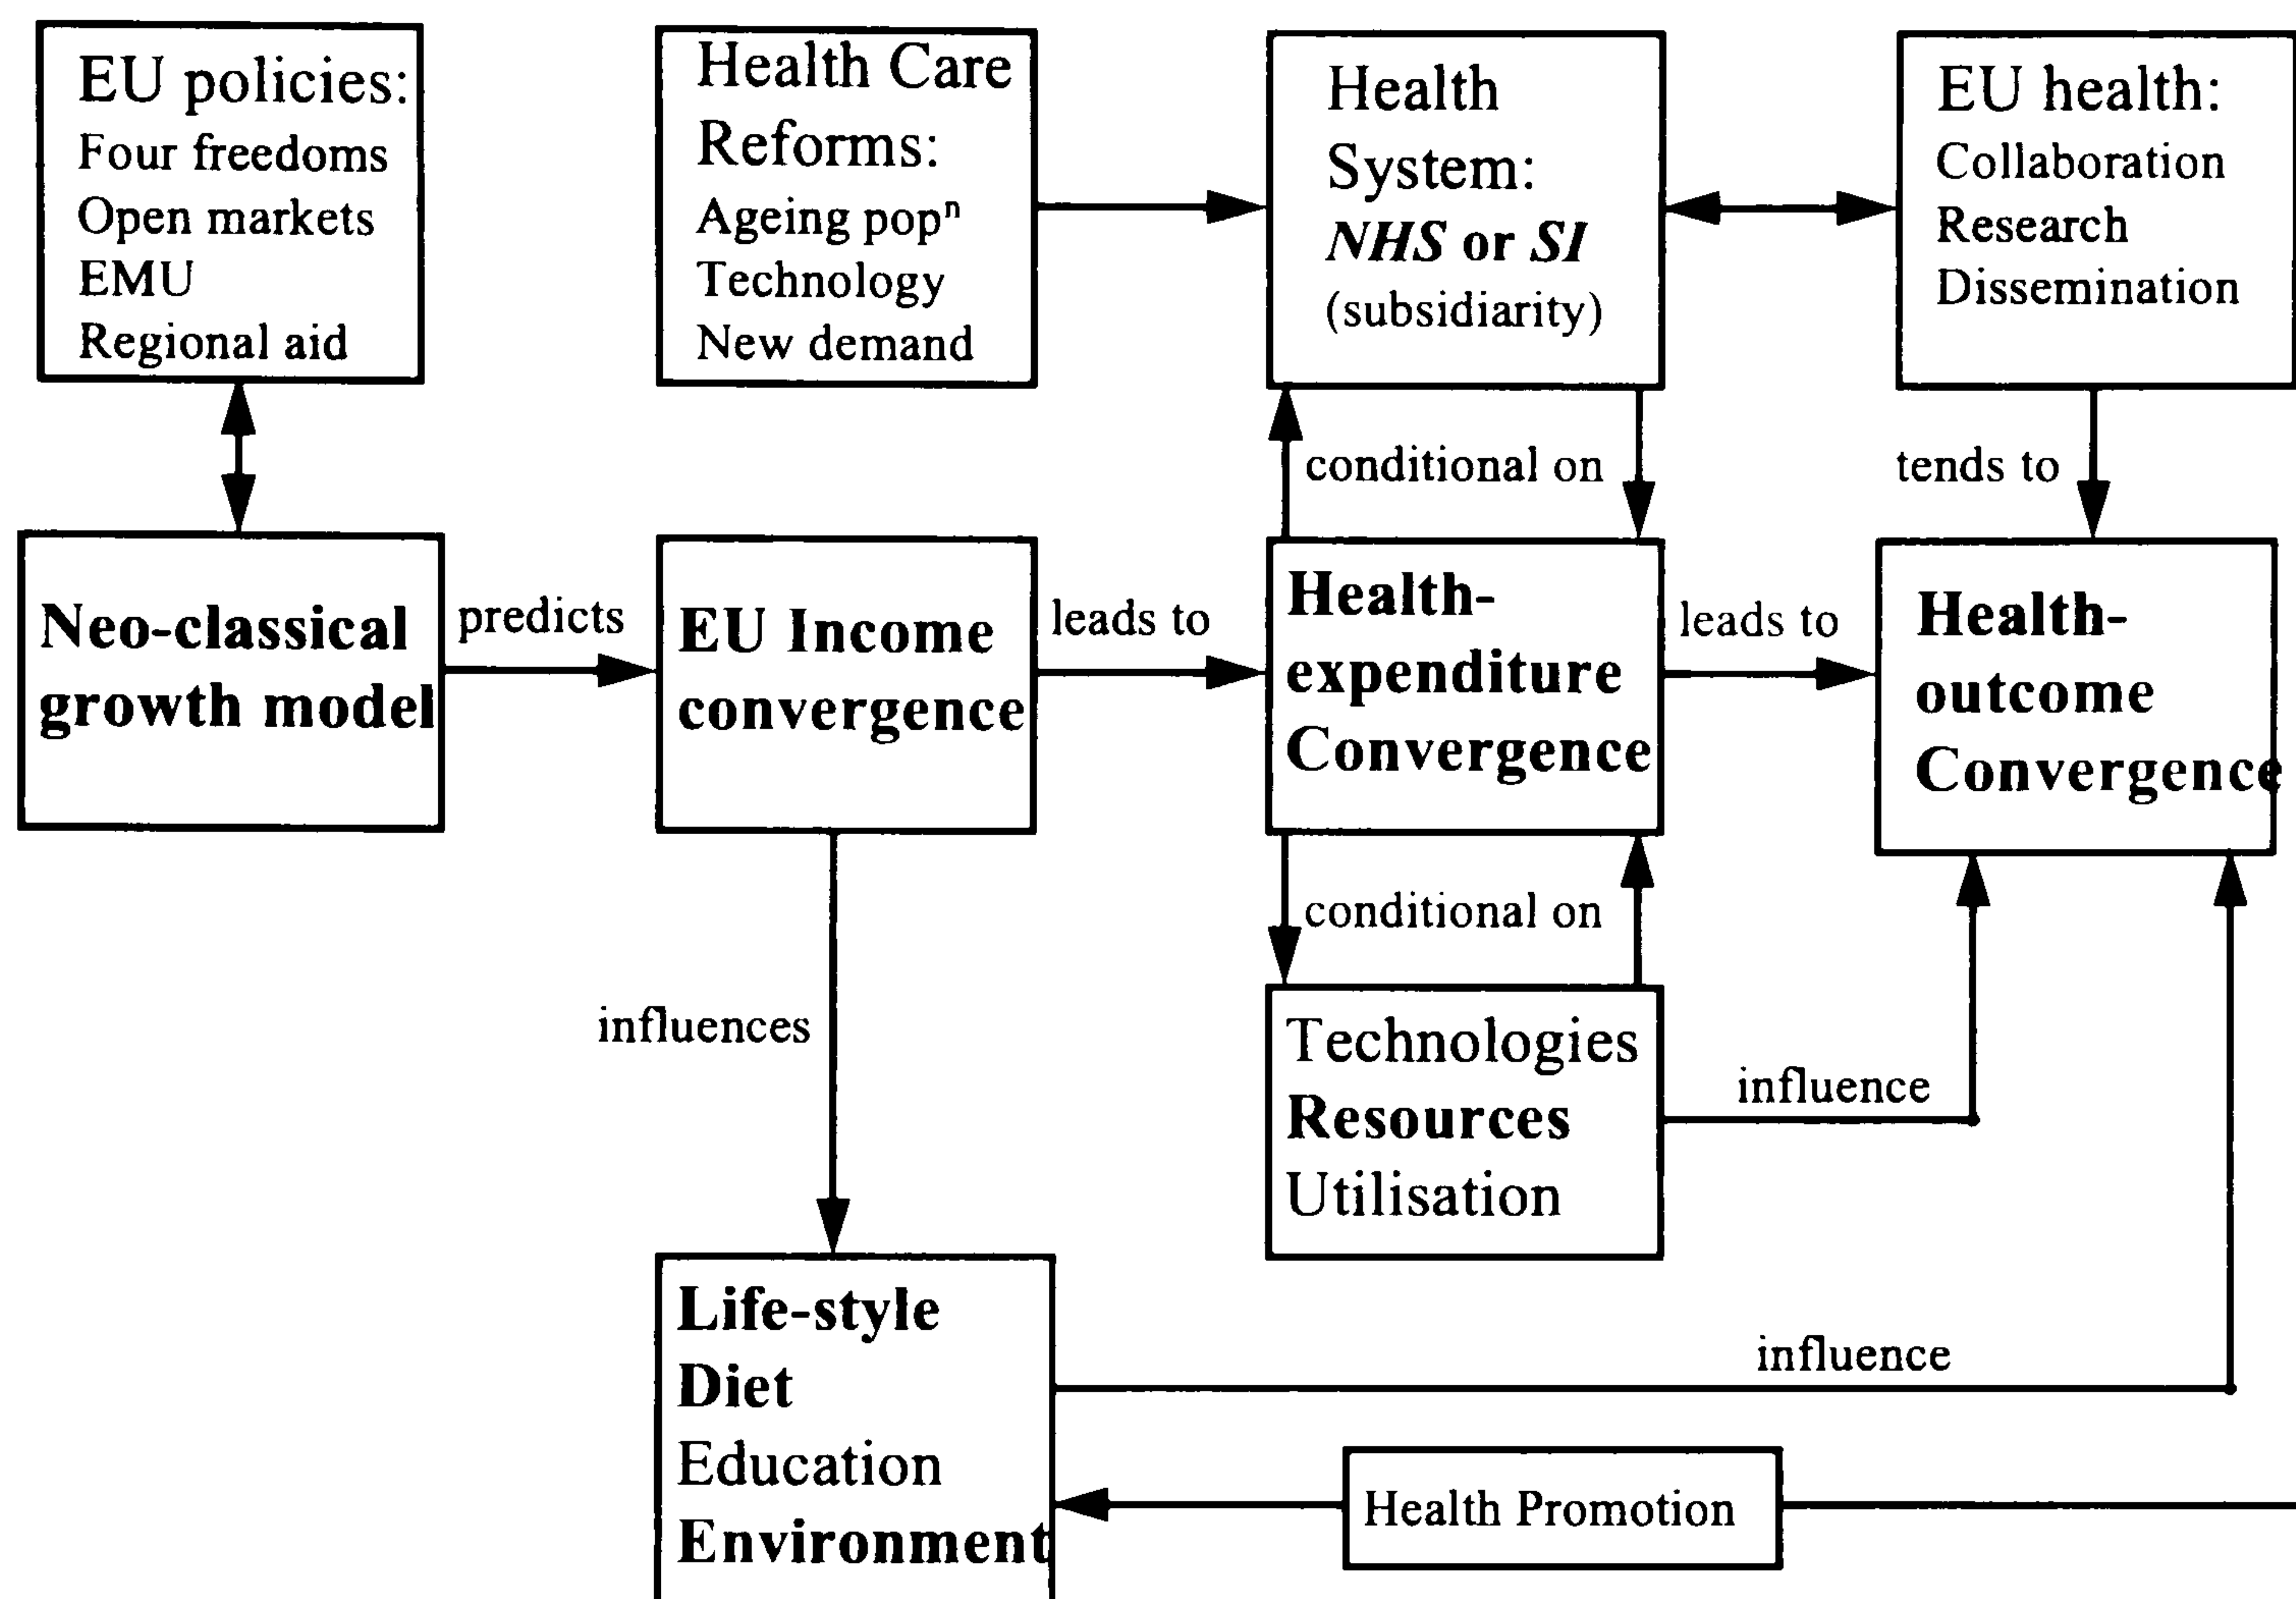 EU policies:
Four freedoms
Open markets
EMU
Regional aid
Health Care
Reforms:
Ageing popⁿ
Technology
New demand
Health
System:
NHS or SI
(subsidiarity)
EU health:
Collaboration
Research
Dissemination
conditional on
tends to
Neo-classical
growth model
predicts
EU Income
convergence
leads to
Health-
expenditure
Convergence
leads to
Health-
outcome
Convergence
conditional on
influences
Technologies
Resources
Utilisation
influence
Life-style
Diet
Education
Environment
influence
Health Promotion